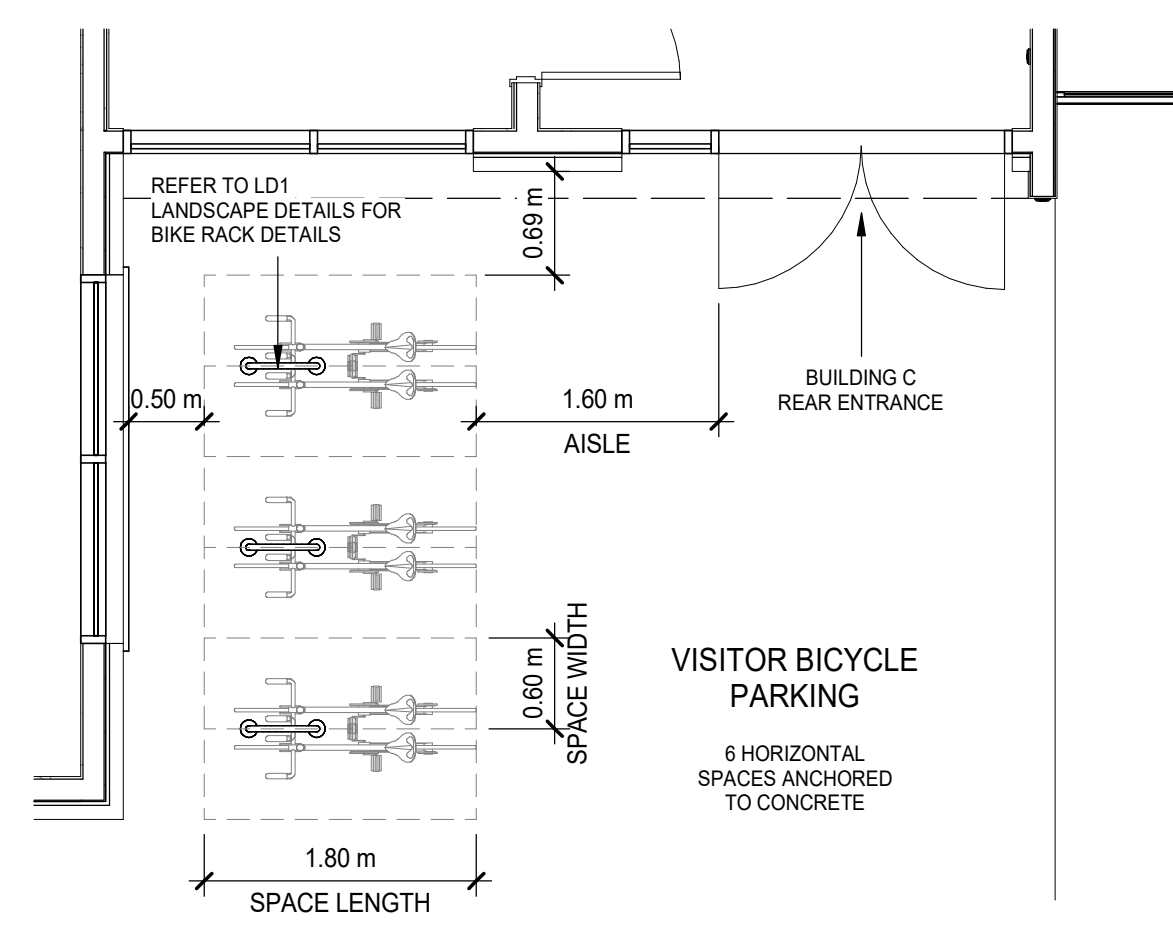 REFER TO LD1
LANDSCAPE DETAILS FOR
BIKE RACK DETAILS
0.69 m
0.50 m
1.60 m
AISLE
BUILDING C
REAR ENTRANCE
0.60 m
SPACE WIDTH
VISITOR BICYCLE
PARKING
6 HORIZONTAL
SPACES ANCHORED
TO CONCRETE
1.80 m
SPACE LENGTH